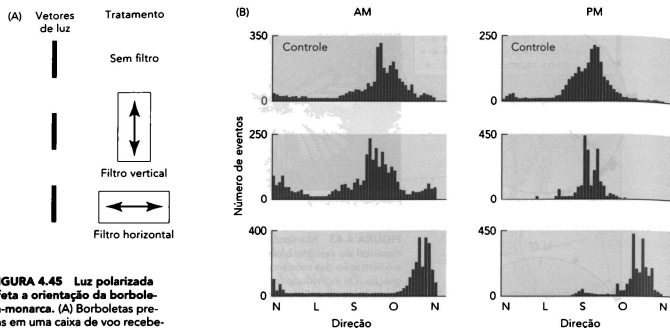 (A) Vetores de luz
Tratamento
Sem filtro
Filtro vertical
Filtro horizontal
GURA 4.45 Luz polarizada
feta a orientação da borbole-
-monarca. (A) Borboletas pre-
as em uma caixa de voo recebe-
(B)
AM
PM
Número de eventos
350
Controle
0
250
Controle
0
250
0
450
0
400
0
N L S O N
Direção
450
0
N L S O N
Direção